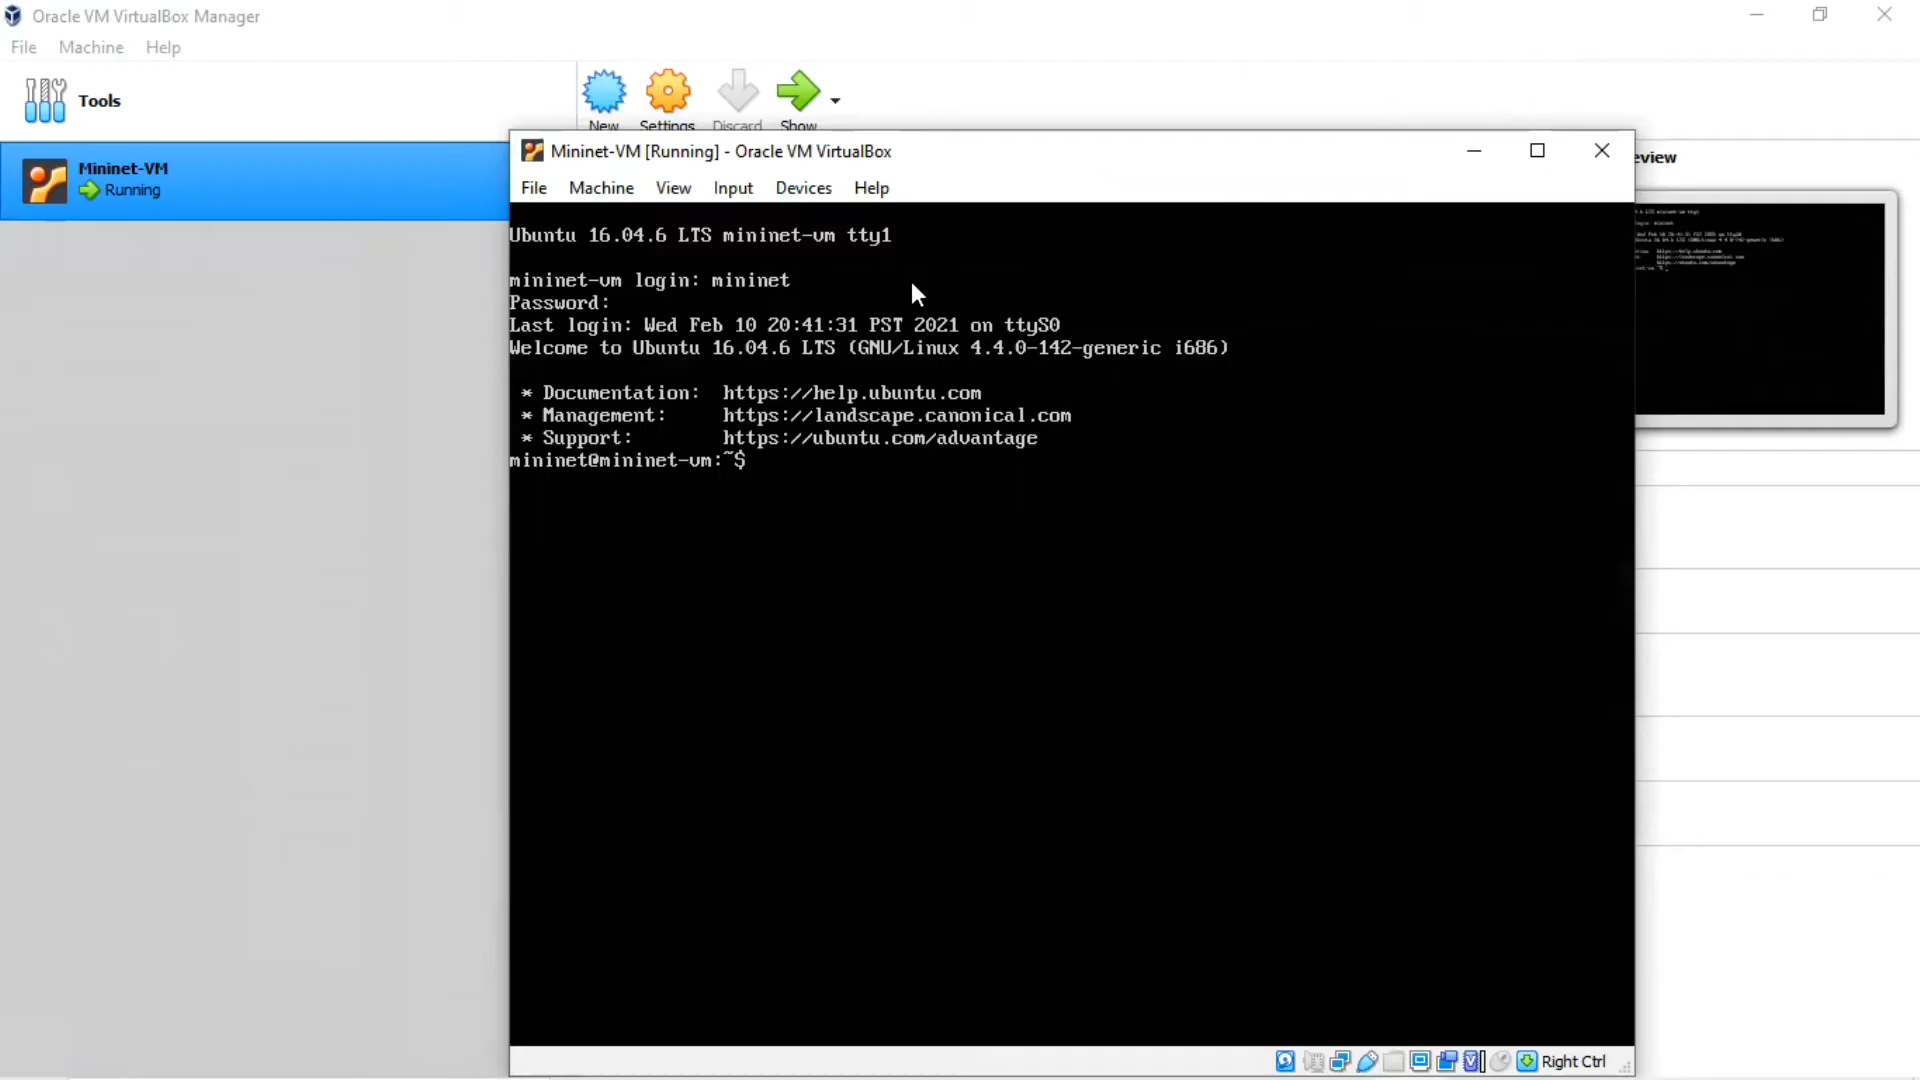 Oracle VM VirtualBox Manager
File Machine Help
Tools
New Settings Discard Show
Mininet-VM
Running
eview
Mininet-VM [Running] - Oracle VM VirtualBox
File Machine View Input Devices Help
Ubuntu 16.04.6 LTS mininet-vm tty1
mininet-vm login: mininet
Password:
Last login: Wed Feb 10 20:41:31 PST 2021 on ttyS0
Welcome to Ubuntu 16.04.6 LTS (GNU/Linux 4.4.0-142-generic i686)
* Documentation: https://help.ubuntu.com
* Management: https://landscape.canonical.com
* Support: https://ubuntu.com/advantage
mininet@mininet-vm:~$
Right Ctrl